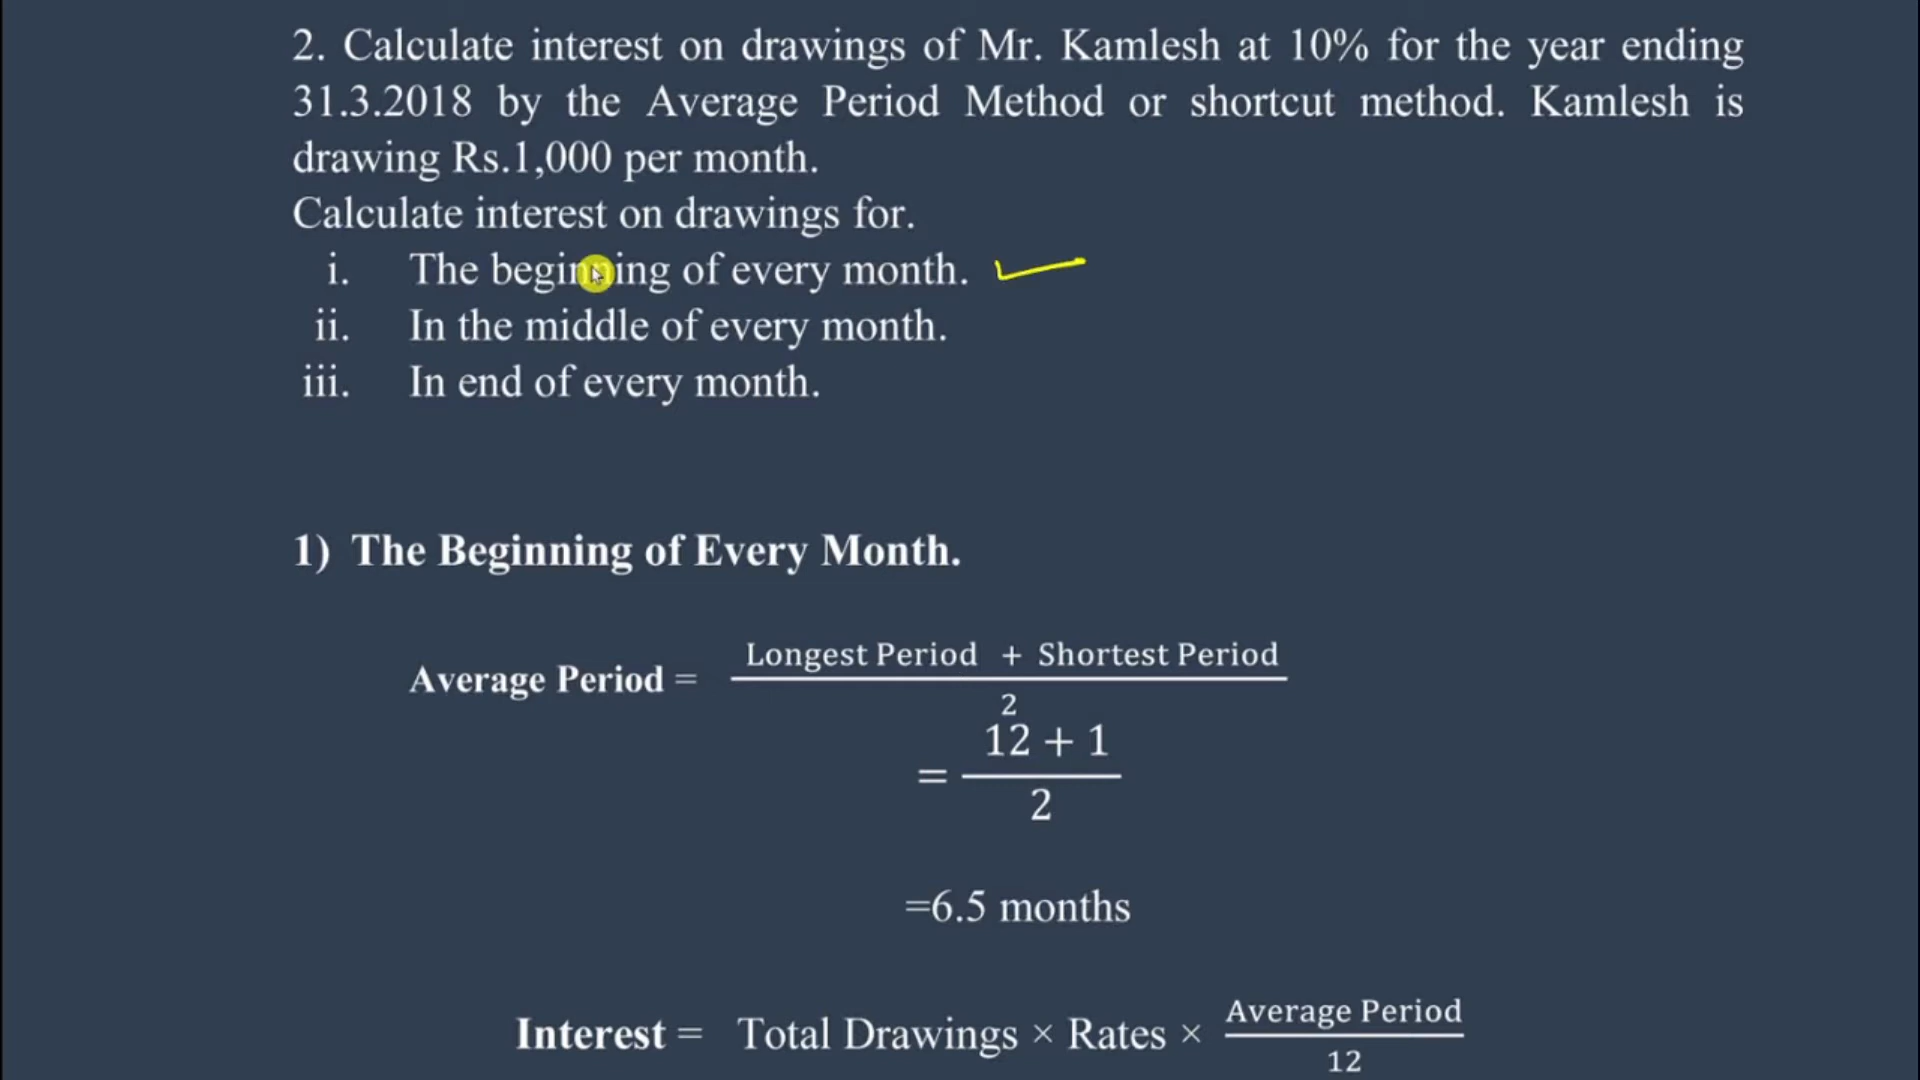 2. Calculate interest on drawings of Mr. Kamlesh at 10% for the year ending
31.3.2018 by the Average Period Method or shortcut method. Kamlesh is
drawing Rs.1,000 per month.
Calculate interest on drawings for.
i. The beginning of every month.
ii. In the middle of every month.
iii. In end of every month.
1) The Beginning of Every Month.
Average Period = Longest Period + Shortest Period
2
= 12 + 1
2
=6.5 months
Interest = Total Drawings × Rates × Average Period
12